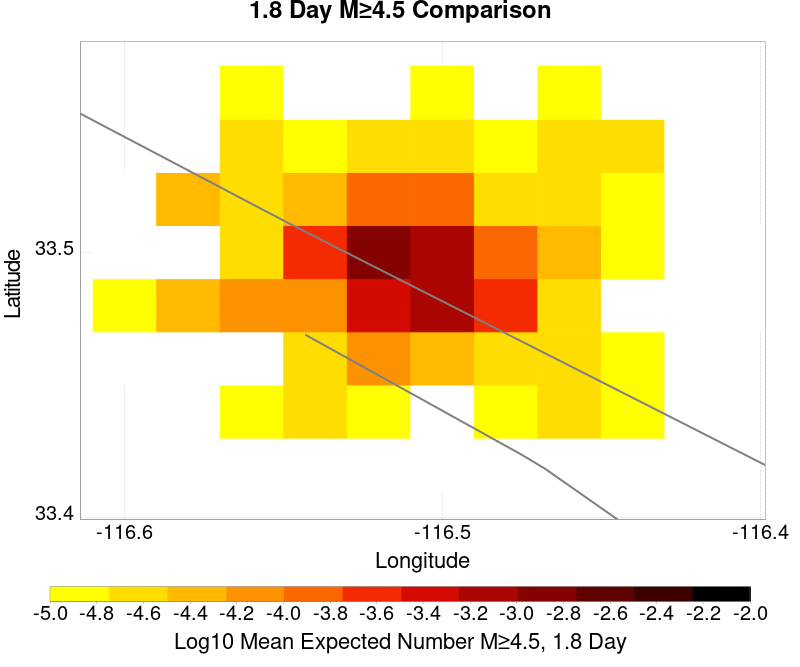 1.8 Day M≥4.5 Comparison
Latitude
33.5
33.4
-116.6 -116.5 -116.4
Longitude
-5.0 -4.8 -4.6 -4.4 -4.2 -4.0 -3.8 -3.6 -3.4 -3.2 -3.0 -2.8 -2.6 -2.4 -2.2 -2.0
Log10 Mean Expected Number M≥4.5, 1.8 Day